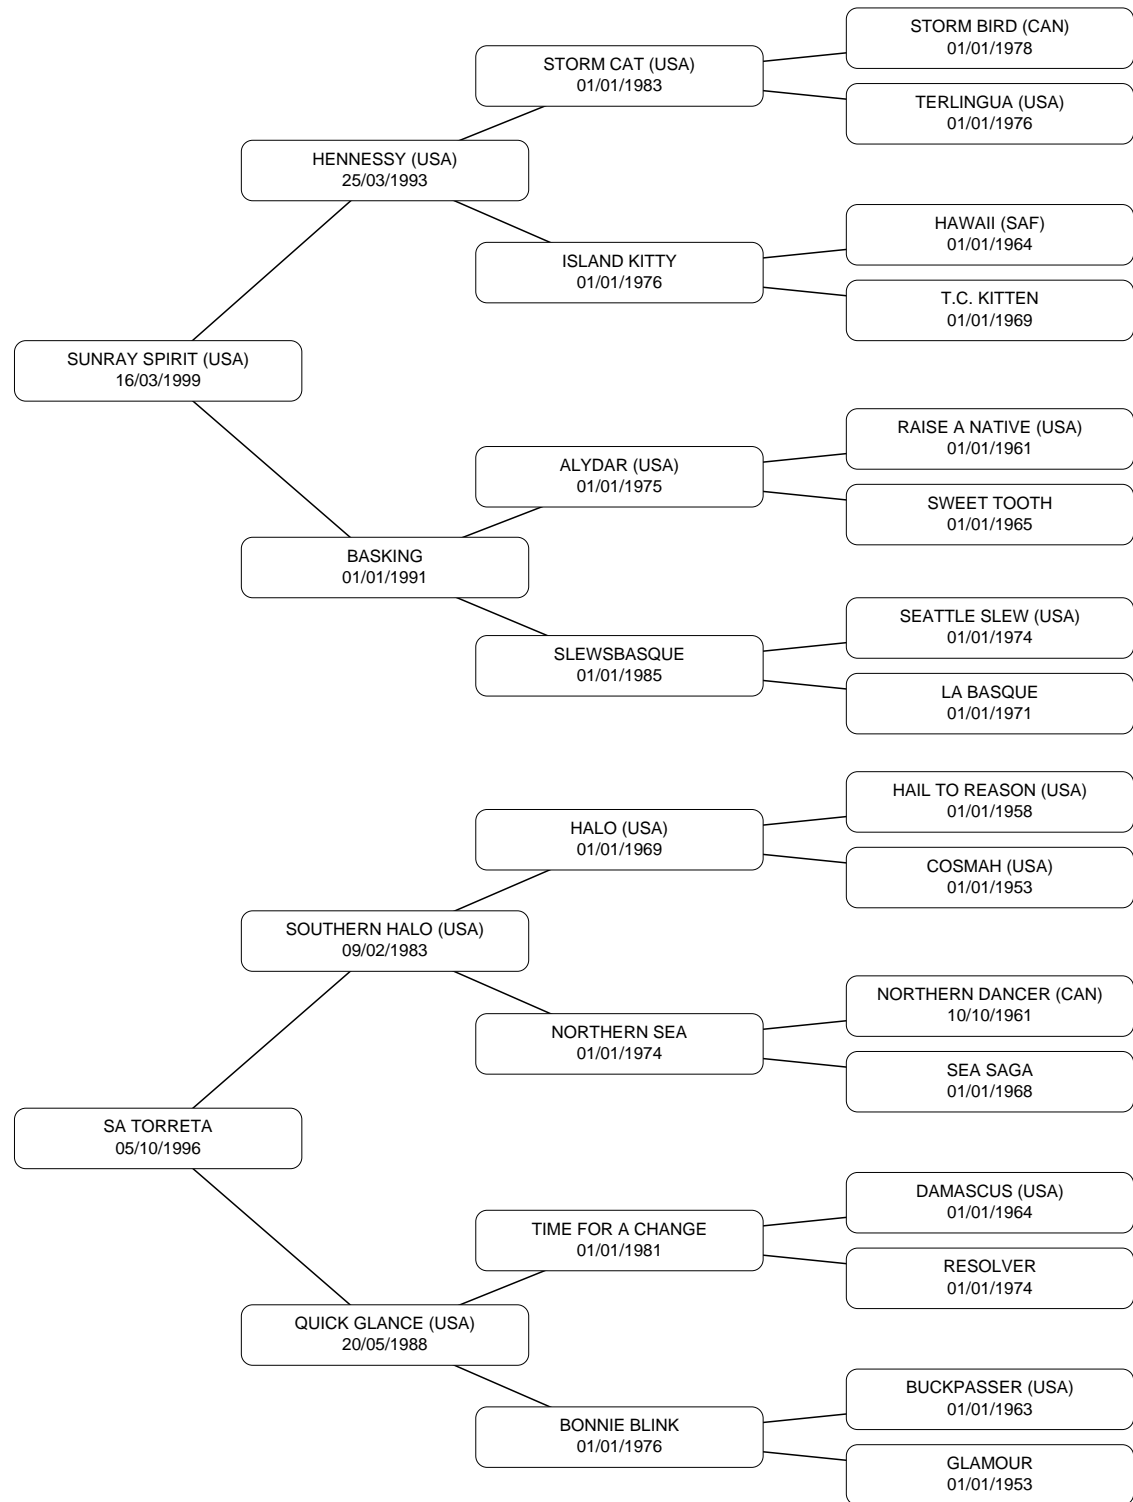 STORM BIRD (CAN)
01/01/1978
STORM CAT (USA)
01/01/1983
TERLINGUA (USA)
01/01/1976
HENNESSY (USA)
25/03/1993
HAWAII (SAF)
01/01/1964
ISLAND KITTY
01/01/1976
T.C. KITTEN
01/01/1969
SUNRAY SPIRIT (USA)
16/03/1999
RAISE A NATIVE (USA)
01/01/1961
ALYDAR (USA)
01/01/1975
SWEET TOOTH
01/01/1965
BASKING
01/01/1991
SEATTLE SLEW (USA)
01/01/1974
SLEWSBASQUE
01/01/1985
LA BASQUE
01/01/1971
HAIL TO REASON (USA)
01/01/1958
HALO (USA)
01/01/1969
COSMAH (USA)
01/01/1953
SOUTHERN HALO (USA)
09/02/1983
NORTHERN DANCER (CAN)
10/10/1961
NORTHERN SEA
01/01/1974
SEA SAGA
01/01/1968
SA TORRETA
05/10/1996
DAMASCUS (USA)
01/01/1964
TIME FOR A CHANGE
01/01/1981
RESOLVER
01/01/1974
QUICK GLANCE (USA)
20/05/1988
BUCKPASSER (USA)
01/01/1963
BONNIE BLINK
01/01/1976
GLAMOUR
01/01/1953